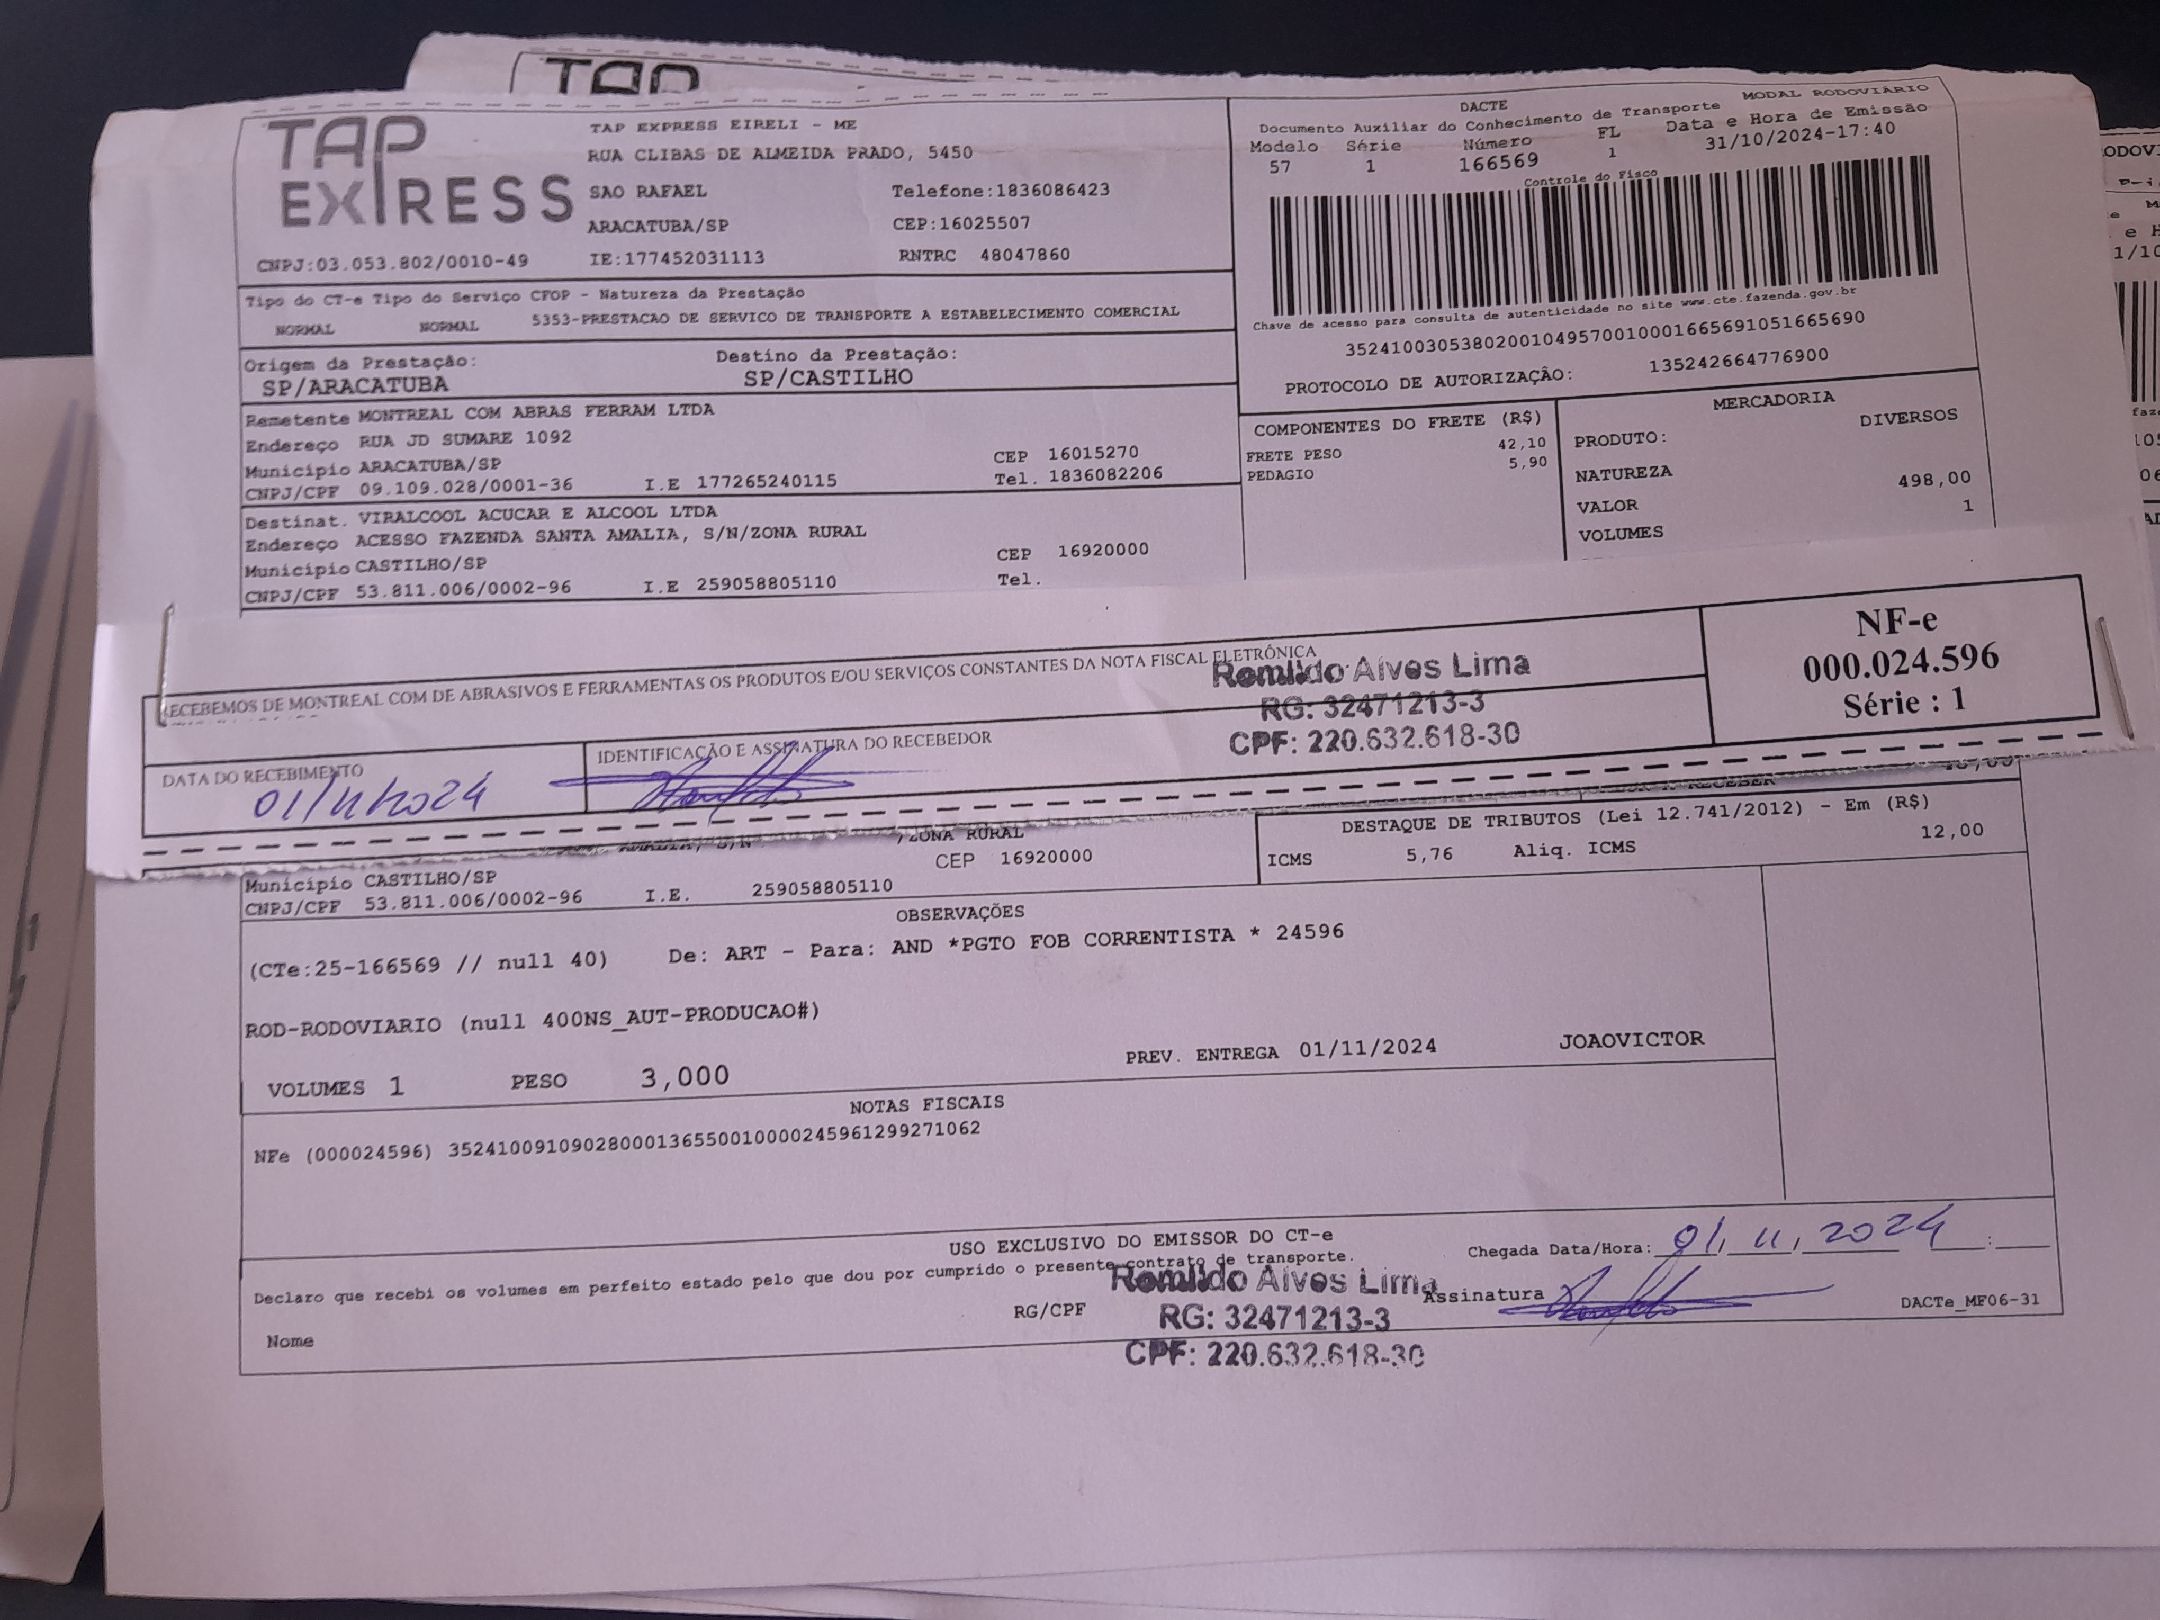 TAP
TAP EXPRESS
TAP EXPRESS EIRELI - ME
RUA CLIBAS DE ALMEIDA PRADO, 5450
SAO RAFAEL Telefone:1836086423
ARACATUBA/SP CEP:16025507
CNPJ:03.053.802/0010-49 IE:177452031113 RNTRC 48047860
DACTE MODAL RODOVIÁRIO
Documento Auxiliar do Conhecimento de Transporte
Modelo Série Número FL Data e Hora de Emissão
57 1 166569 1 31/10/2024-17:40
Controle do Fisco
Chave de acesso para consulta de autenticidade no site www.cte.fazenda.gov.br
35241003053802001049570010001665691051665690
PROTOCOLO DE AUTORIZAÇÃO: 135242664776900
Tipo do CT-e Tipo do Serviço CFOP - Natureza da Prestação
NORMAL NORMAL 5353-PRESTACAO DE SERVICO DE TRANSPORTE A ESTABELECIMENTO COMERCIAL
Origem da Prestação: Destino da Prestação:
SP/ARACATUBA SP/CASTILHO
Remetente MONTREAL COM ABRAS FERRAM LTDA
Endereço RUA JD SUMARE 1092
Município ARACATUBA/SP CEP 16015270
CNPJ/CPF 09.109.028/0001-36 I.E 177265240115 Tel. 1836082206
Destinat. VIRALCOOL ACUCAR E ALCOOL LTDA
Endereço ACESSO FAZENDA SANTA AMALIA, S/N/ZONA RURAL
Município CASTILHO/SP CEP 16920000
CNPJ/CPF 53.811.006/0002-96 I.E 259058805110 Tel.
COMPONENTES DO FRETE (R$)
FRETE PESO 42,10
PEDAGIO 5,90
MERCADORIA
PRODUTO: DIVERSOS
NATUREZA
VALOR 498,00
VOLUMES 1
RECEBEMOS DE MONTREAL COM DE ABRASIVOS E FERRAMENTAS OS PRODUTOS E/OU SERVIÇOS CONSTANTES DA NOTA FISCAL ELETRÔNICA
Romildo Alves Lima
RG: 32471213-3
CPF: 220.632.618-30
NF-e
000.024.596
Série : 1
DATA DO RECEBIMENTO
01/11/2024
IDENTIFICAÇÃO E ASSINATURA DO RECEBEDOR
RECEBER
ZONA RURAL
CEP 16920000
Município CASTILHO/SP
CNPJ/CPF 53.811.006/0002-96 I.E. 259058805110
DESTAQUE DE TRIBUTOS (Lei 12.741/2012) - Em (R$)
ICMS 5,76 Aliq. ICMS 12,00
OBSERVAÇÕES
(CTe:25-166569 // null 40) De: ART - Para: AND *PGTO FOB CORRENTISTA * 24596
ROD-RODOVIARIO (null 400NS_AUT-PRODUCAO#)
VOLUMES 1 PESO 3,000 PREV. ENTREGA 01/11/2024 JOAOVICTOR
NOTAS FISCAIS
NFe (000024596) 35241009109028000136550010000245961299271062
USO EXCLUSIVO DO EMISSOR DO CT-e
Declaro que recebi os volumes em perfeito estado pelo que dou por cumprido o presente contrato de transporte.
Chegada Data/Hora: 01, 11, 2024 :
Romildo Alves Lima
RG: 32471213-3
CPF: 220.632.618-30
Nome RG/CPF Assinatura DACTe_MF06-31